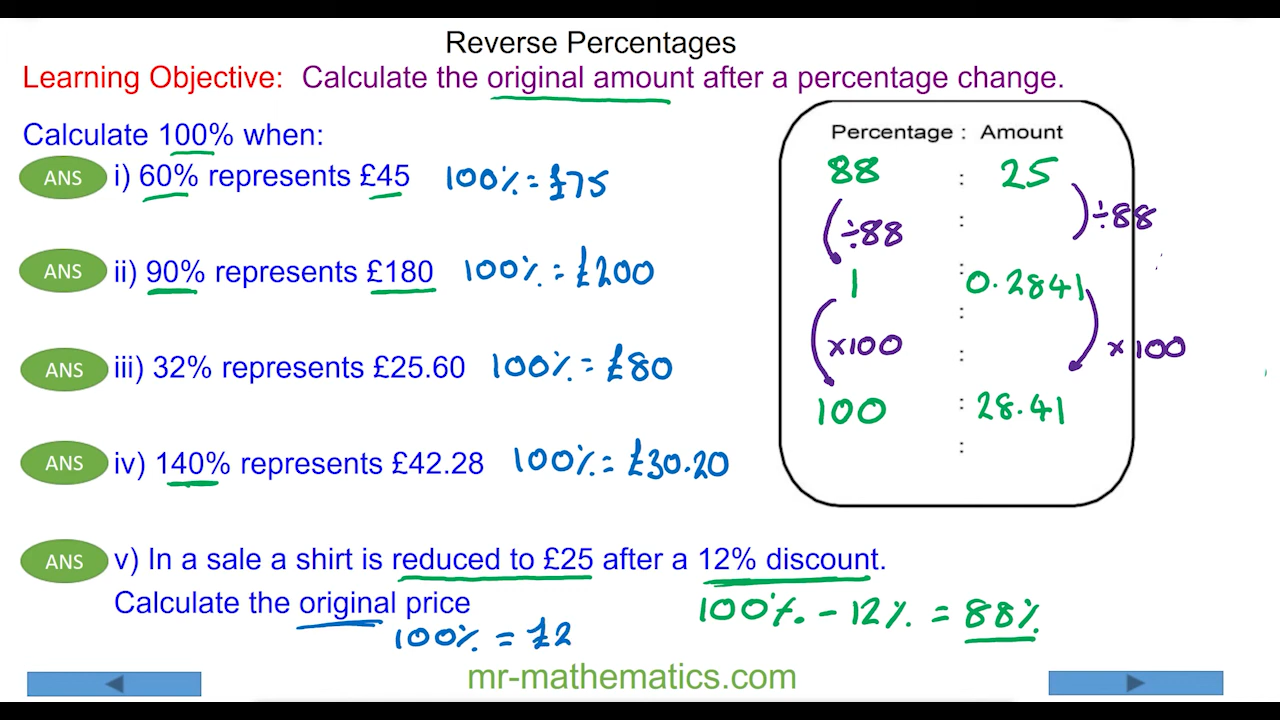 Reverse Percentages
Learning Objective: Calculate the original amount after a percentage change.
Calculate 100% when:
ANS i) 60% represents £45 100% = £75
ANS ii) 90% represents £180 100% = £200
ANS iii) 32% represents £25.60 100% = £80
ANS iv) 140% represents £42.28 100% = £30.20
ANS v) In a sale a shirt is reduced to £25 after a 12% discount.
Calculate the original price
100% - 12% = 88%
100% = £2
Percentage : Amount
88 : 25
÷88 : ÷88
1 : 0.2841
:
×100 : ×100
100 : 28.41
:
mr-mathematics.com